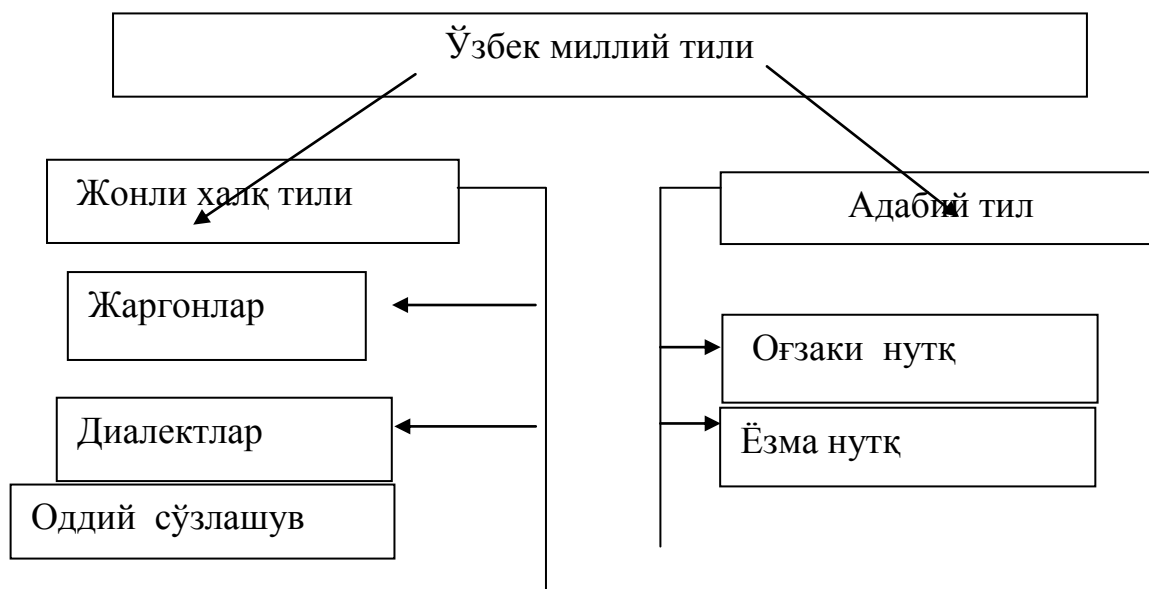 Ўзбек миллий тили
Жонли халқ тили
Жаргонлар
Диалектлар
Оддий сўзлашув
Адабий тил
Оғзаки нутқ
Ёзма нутқ